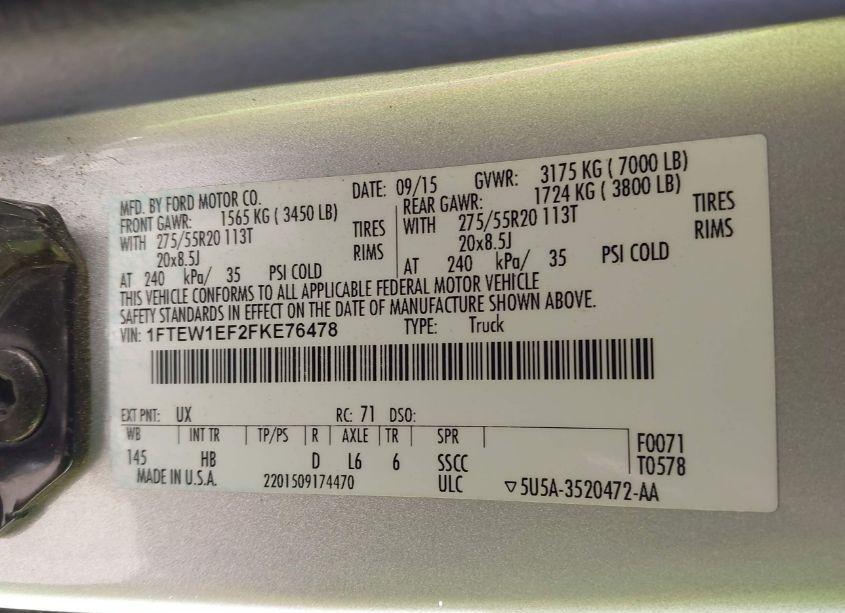 MFD. BY FORD MOTOR CO. DATE: 09/15 GVWR: 3175 KG ( 7000 LB)
FRONT GAWR: 1565 KG ( 3450 LB) REAR GAWR: 1724 KG ( 3800 LB)
WITH 275/55R20 113T TIRES WITH 275/55R20 113T TIRES
20x8.5J RIMS 20x8.5J RIMS
AT 240 kPa/ 35 PSI COLD AT 240 kPa/ 35 PSI COLD
THIS VEHICLE CONFORMS TO ALL APPLICABLE FEDERAL MOTOR VEHICLE
SAFETY STANDARDS IN EFFECT ON THE DATE OF MANUFACTURE SHOWN ABOVE.
VIN: 1FTEW1EF2FKE76478 TYPE: Truck
EXT PNT: UX RC: 71 DSO:
WB INT TR TP/PS R AXLE TR SPR F0071
145 HB D L6 6 SSCC T0578
MADE IN U.S.A. 2201509174470 ULC ▽5U5A-3520472-AA